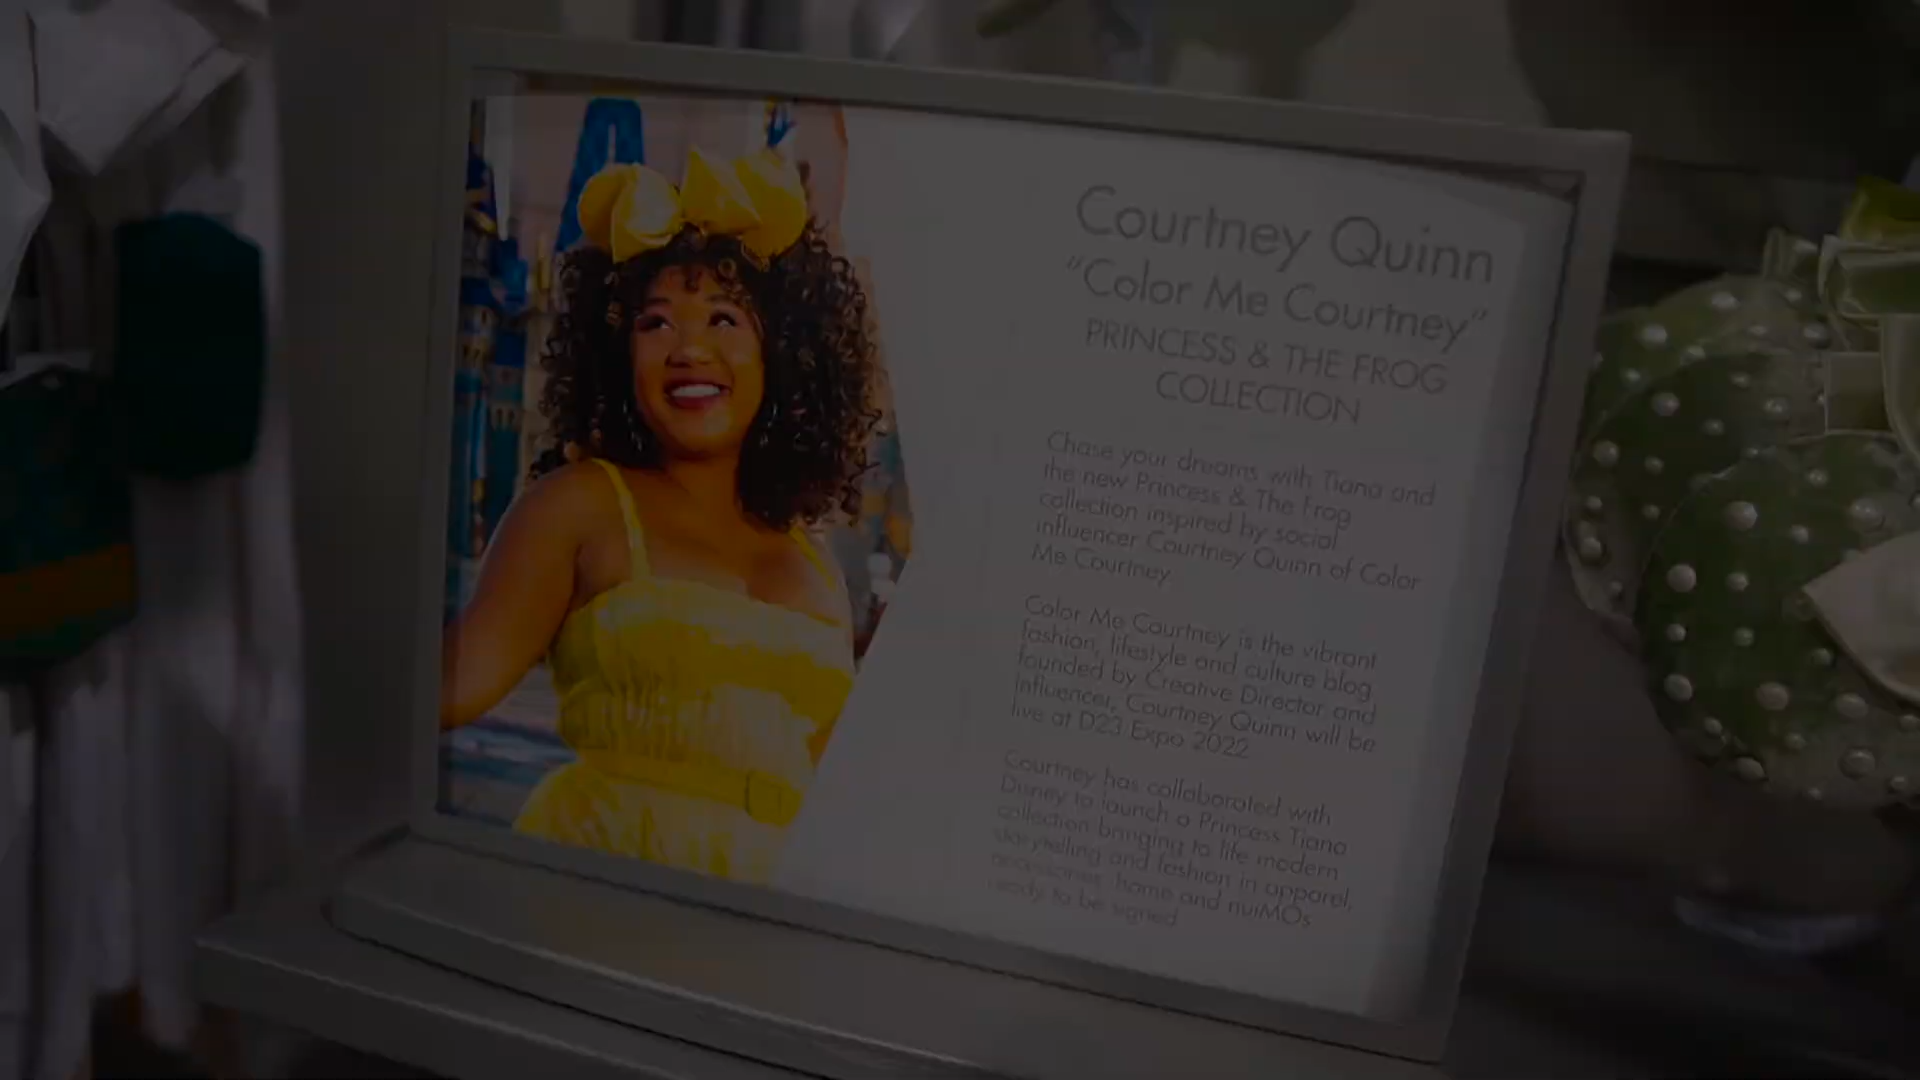 Courtney Quinn
"Color Me Courtney"
PRINCESS & THE FROG
COLLECTION
Chase your dreams with Tiana and
the new Princess & The Frog
collection inspired by social
influencer Courtney Quinn of Color
Me Courtney.
Color Me Courtney is the vibrant
fashion, lifestyle and culture blog
founded by Creative Director and
influencer, Courtney Quinn will be
live at D23 Expo 2022
Courtney has collaborated with
Disney to launch a Princess Tiana
collection bringing to life modern
storytelling and fashion in apparel,
accessories, home and nuiMOs
ready to be signed